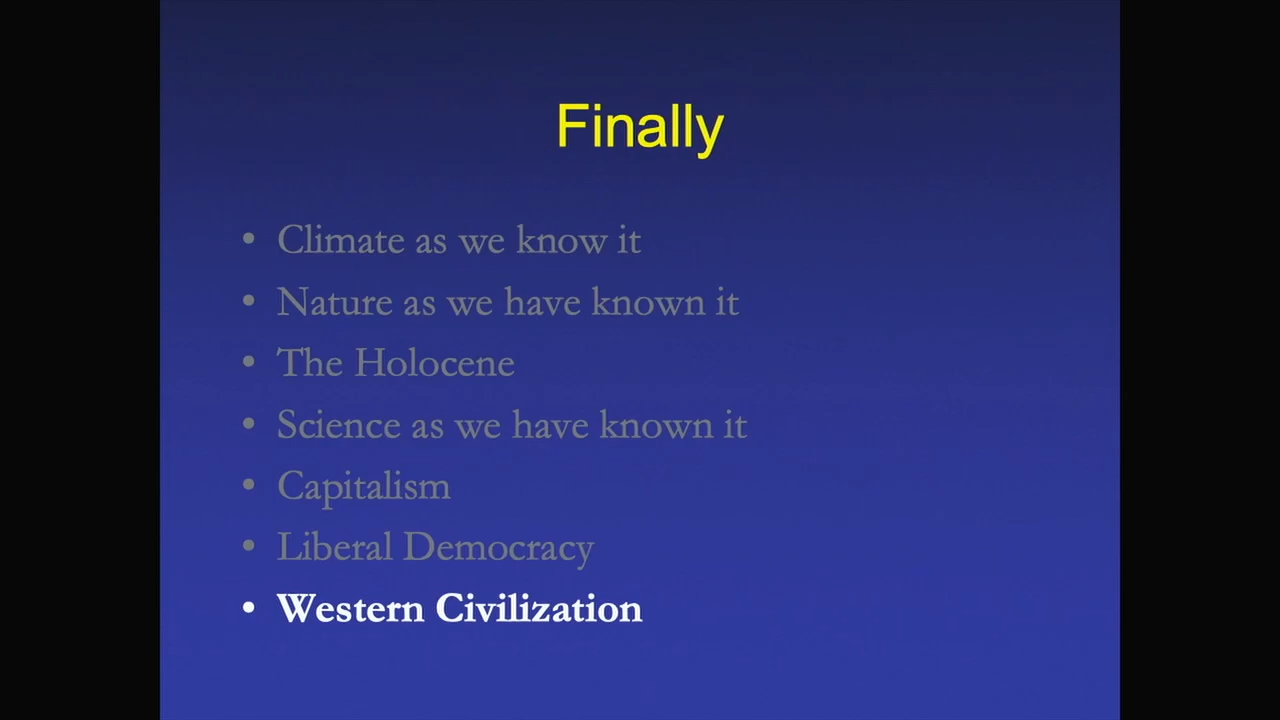 Finally
• Climate as we know it
• Nature as we have known it
• The Holocene
• Science as we have known it
• Capitalism
• Liberal Democracy
• Western Civilization